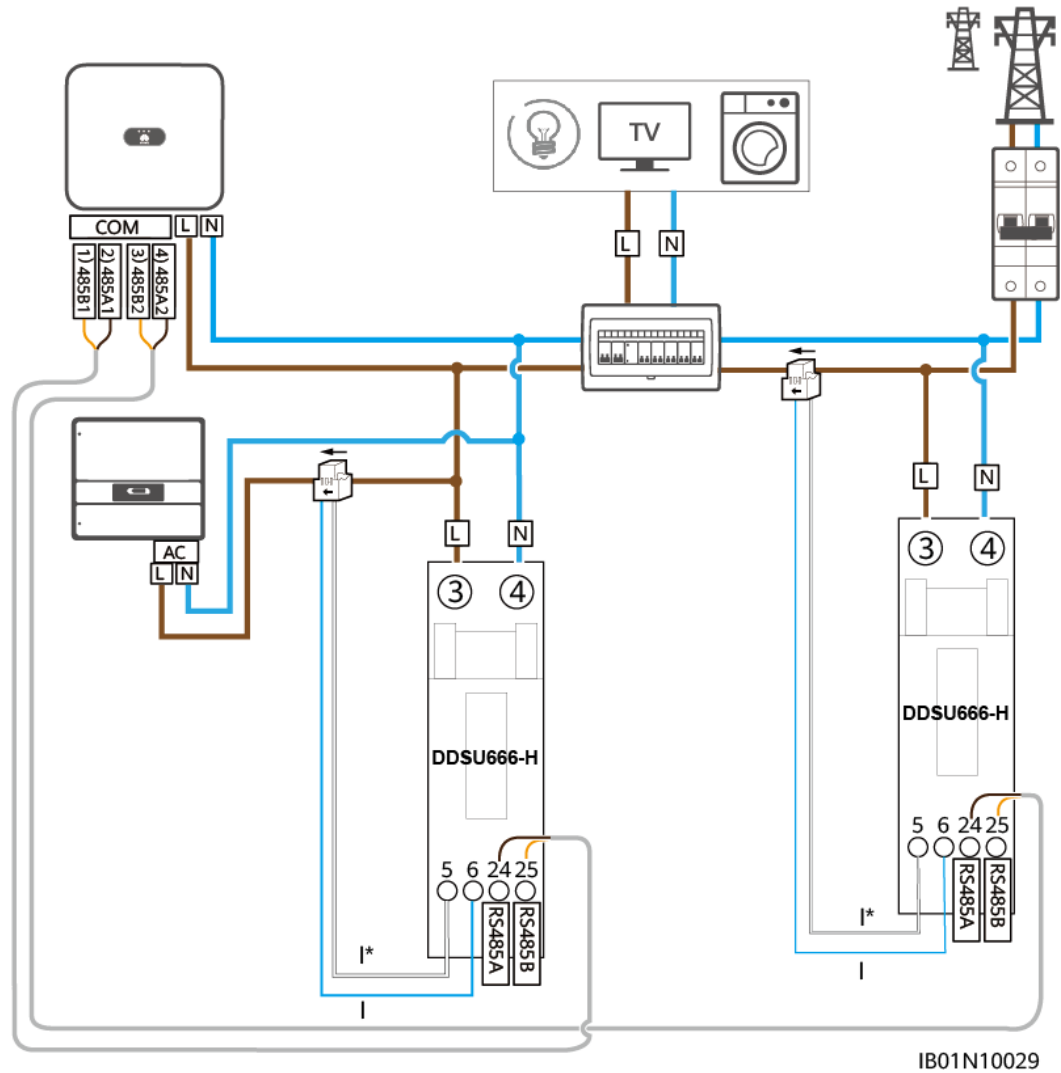 TV
COM
L
N
1) 485B1
2) 485A1
3) 485B2
4) 485A2
L
N
AC
L
N
L
N
3
4
DDSU666-H
5
6
24
25
RS485A
RS485B
I*
I
L
N
3
4
DDSU666-H
5
6
24
25
RS485A
RS485B
I*
I
IB01N10029